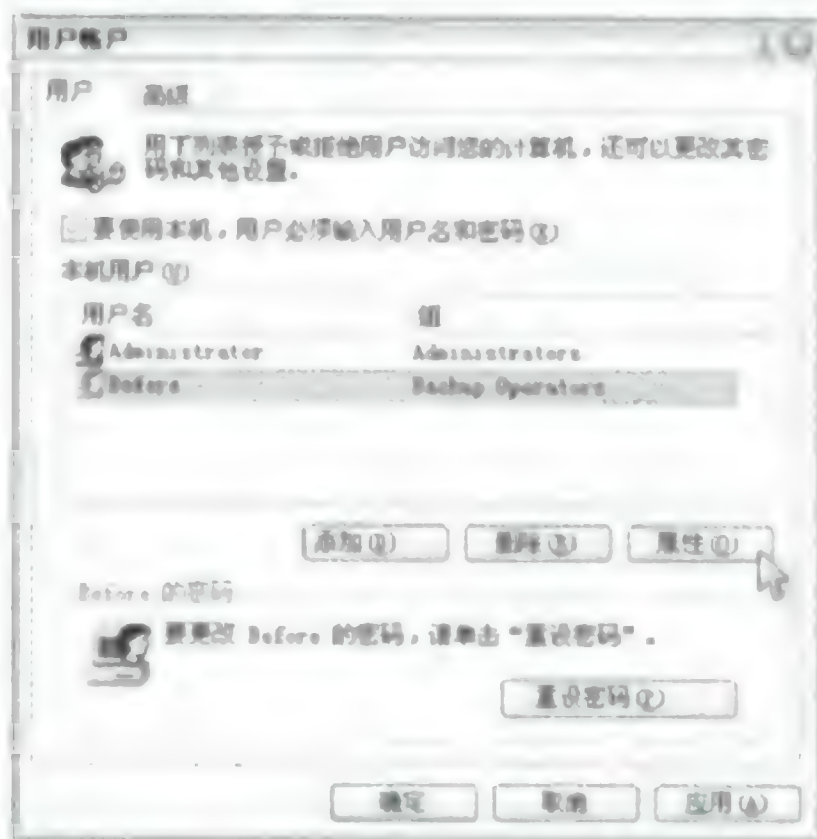 用户帐户
用户 高级
用下列表授予或拒绝用户访问您的计算机，还可以更改其密
码和其他设置。
要使用本机，用户必须输入用户名和密码(E)
本机用户(U)
用户名 组
Administrator Administrators
Before Backup Operators
添加(D) 删除(R) 属性(O)
Before 的密码
要更改 Before 的密码，请单击“重设密码”。
重设密码(P)
确定 取消 应用(A)